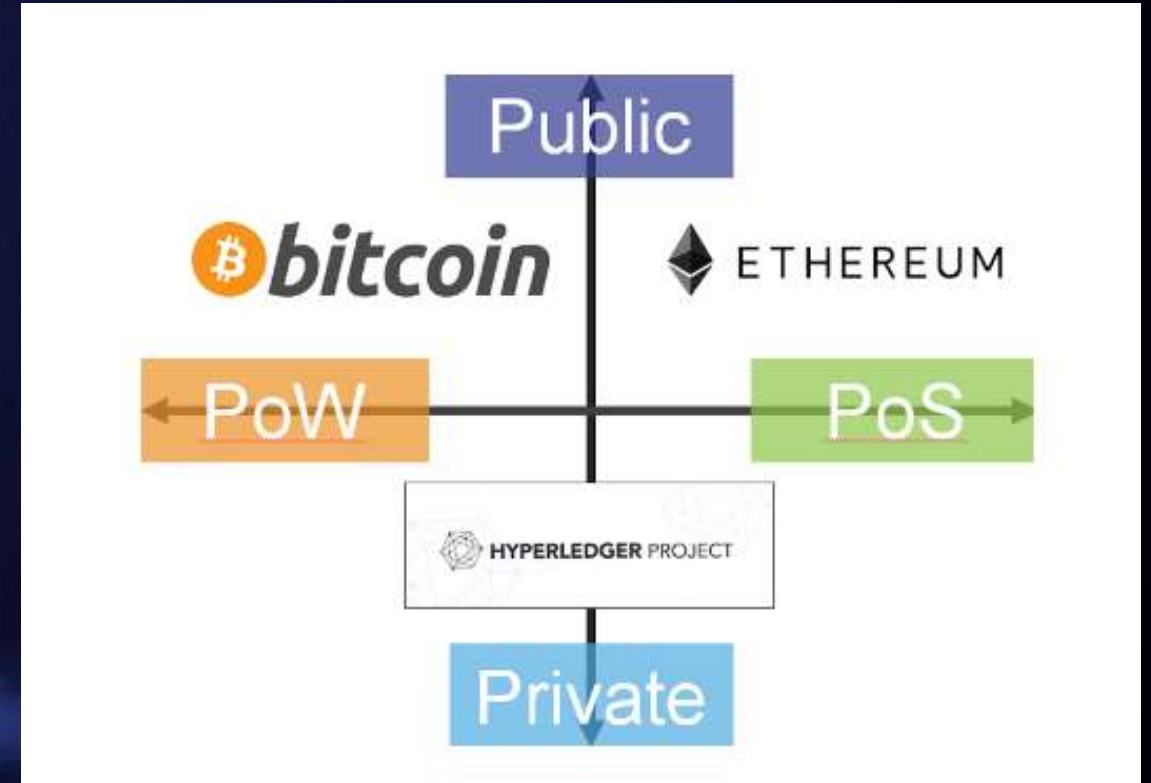 Public
bitcoin
ETHEREUM
PoW
PoS
HYPERLEDGER PROJECT
Private